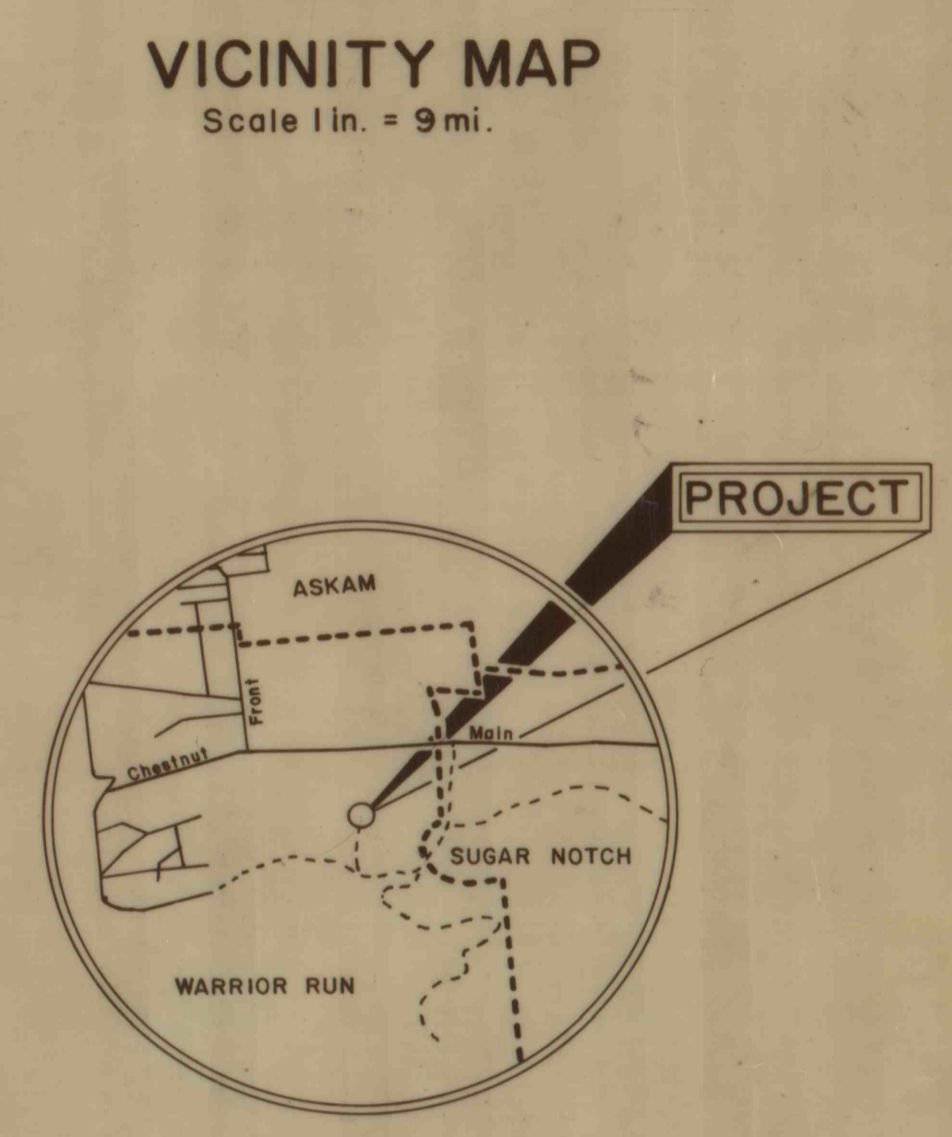 VICINITY MAP
Scale 1 in. = 9 mi.
PROJECT
ASKAM
Front
Main
Chestnut
SUGAR NOTCH
WARRIOR RUN